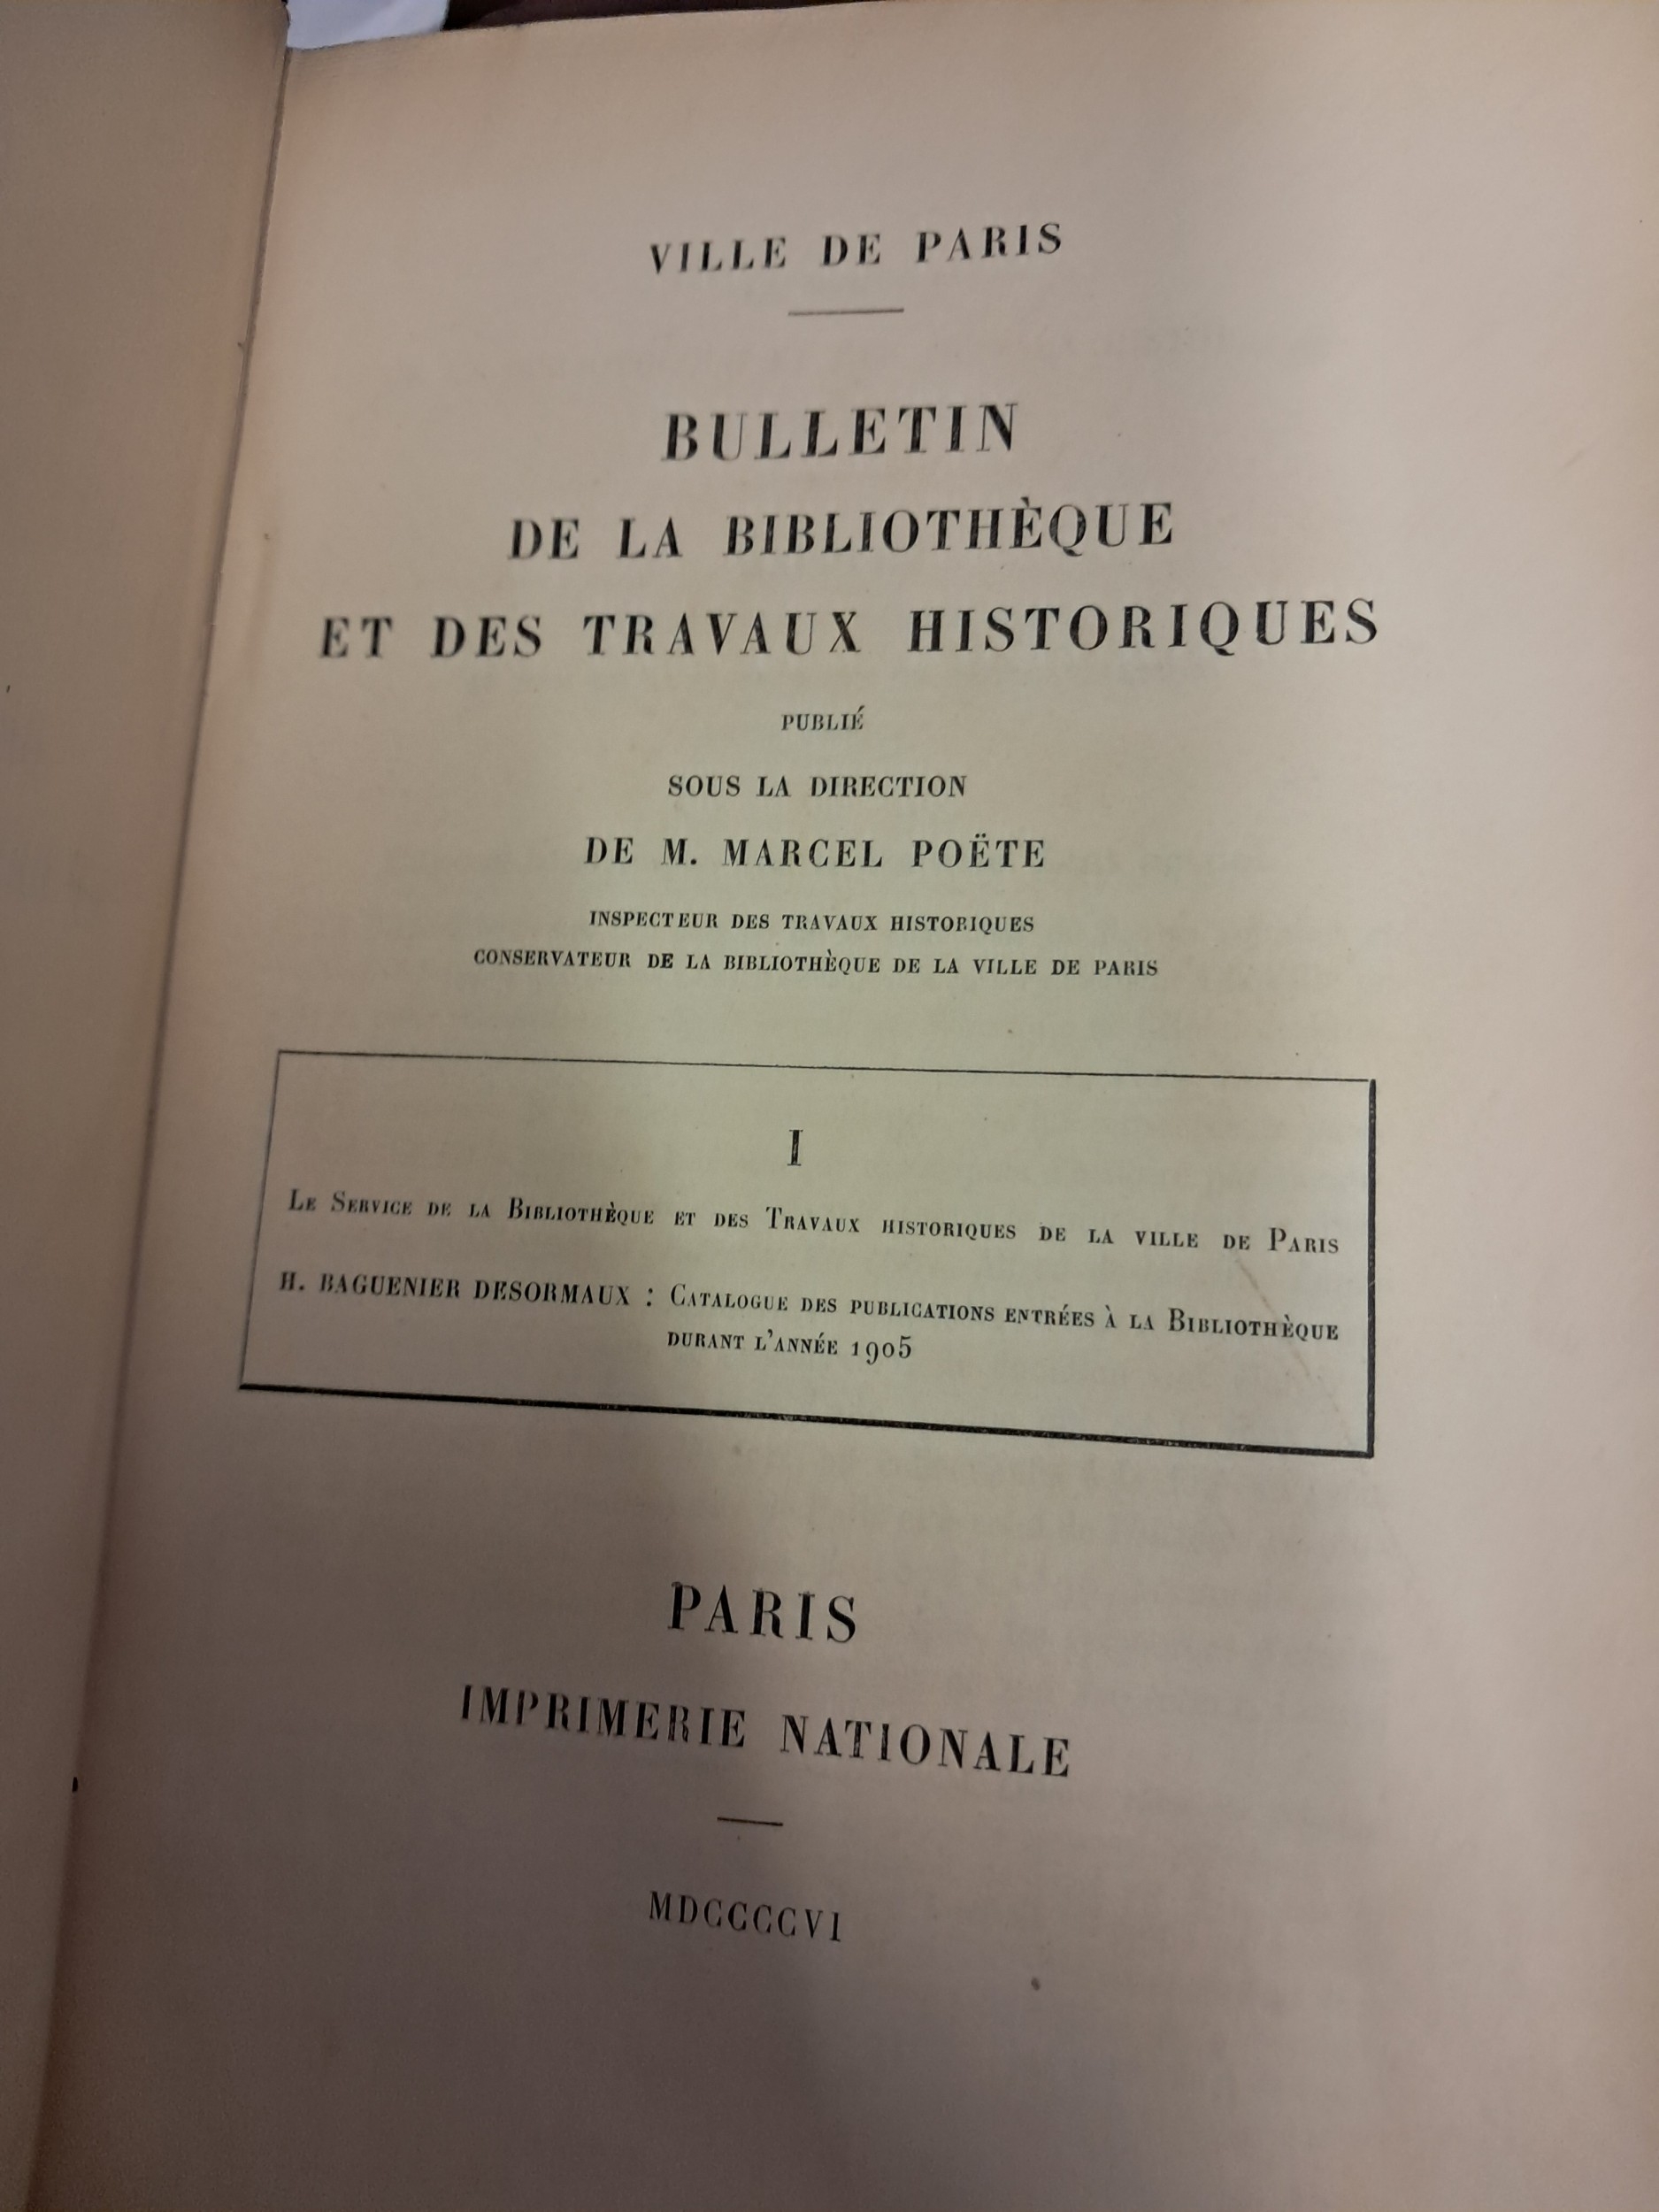 VILLE DE PARIS
BULLETIN
DE LA BIBLIOTHÈQUE
ET DES TRAVAUX HISTORIQUES
PUBLIÉ
SOUS LA DIRECTION
DE M. MARCEL POËTE
INSPECTEUR DES TRAVAUX HISTORIQUES
CONSERVATEUR DE LA BIBLIOTHÈQUE DE LA VILLE DE PARIS
I
LE SERVICE DE LA BIBLIOTHÈQUE ET DES TRAVAUX HISTORIQUES DE LA VILLE DE PARIS
H. BAGUENIER DESORMAUX : CATALOGUE DES PUBLICATIONS ENTRÉES À LA BIBLIOTHÈQUE
DURANT L'ANNÉE 1905
PARIS
IMPRIMERIE NATIONALE
MDCCCCVI